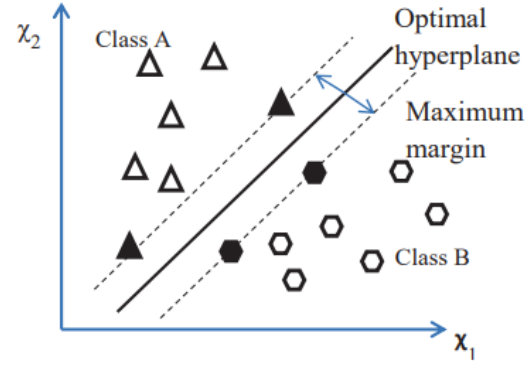 χ2
Class A
Optimal
hyperplane
Maximum
margin
Class B
χ1